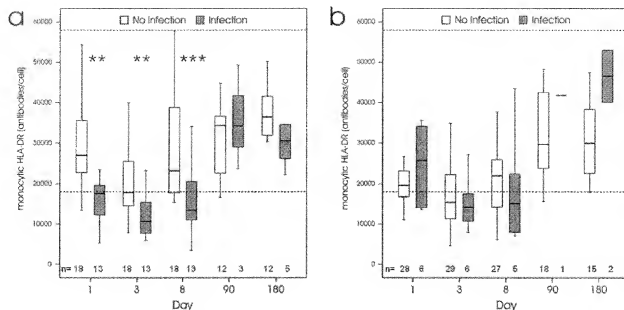 a
No Infection Infection
monocytic HLA-DR (antibodies/cell)
60000
50000
40000
30000
20000
10000
0
** ** ***
n= 19 13 18 13 18 13 12 3 12 5
1 3 8 90 180
Day
b
No Infection Infection
monocytic HLA-DR (antibodies/cell)
60000
50000
40000
30000
20000
10000
0
n= 28 6 29 6 27 5 18 1 15 2
1 3 8 90 180
Day